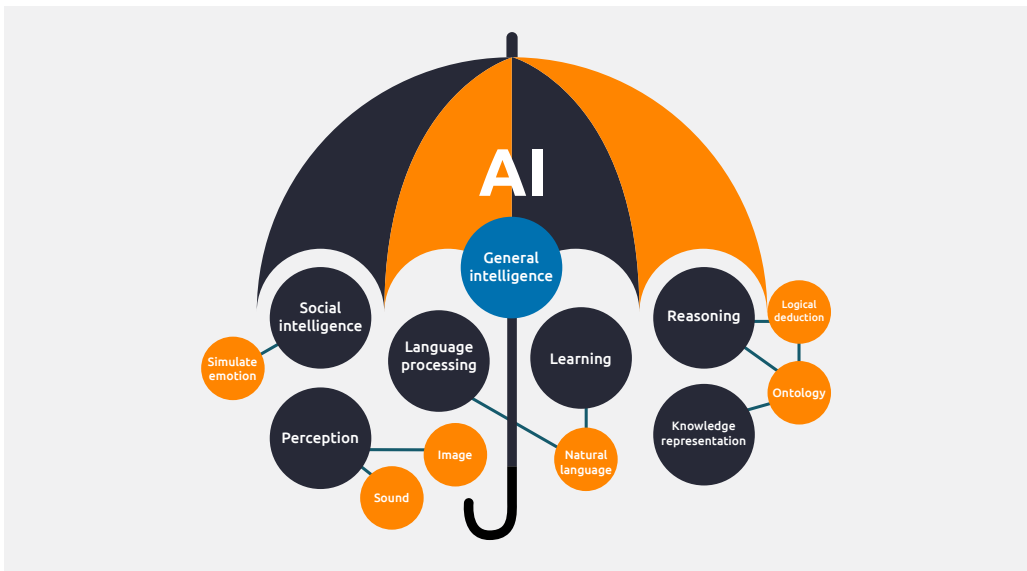 AI
General
intelligence
Social
intelligence
Simulate
emotion
Language
processing
Learning
Reasoning
Logical
deduction
Ontology
Knowledge
representation
Perception
Image
Sound
Natural
language